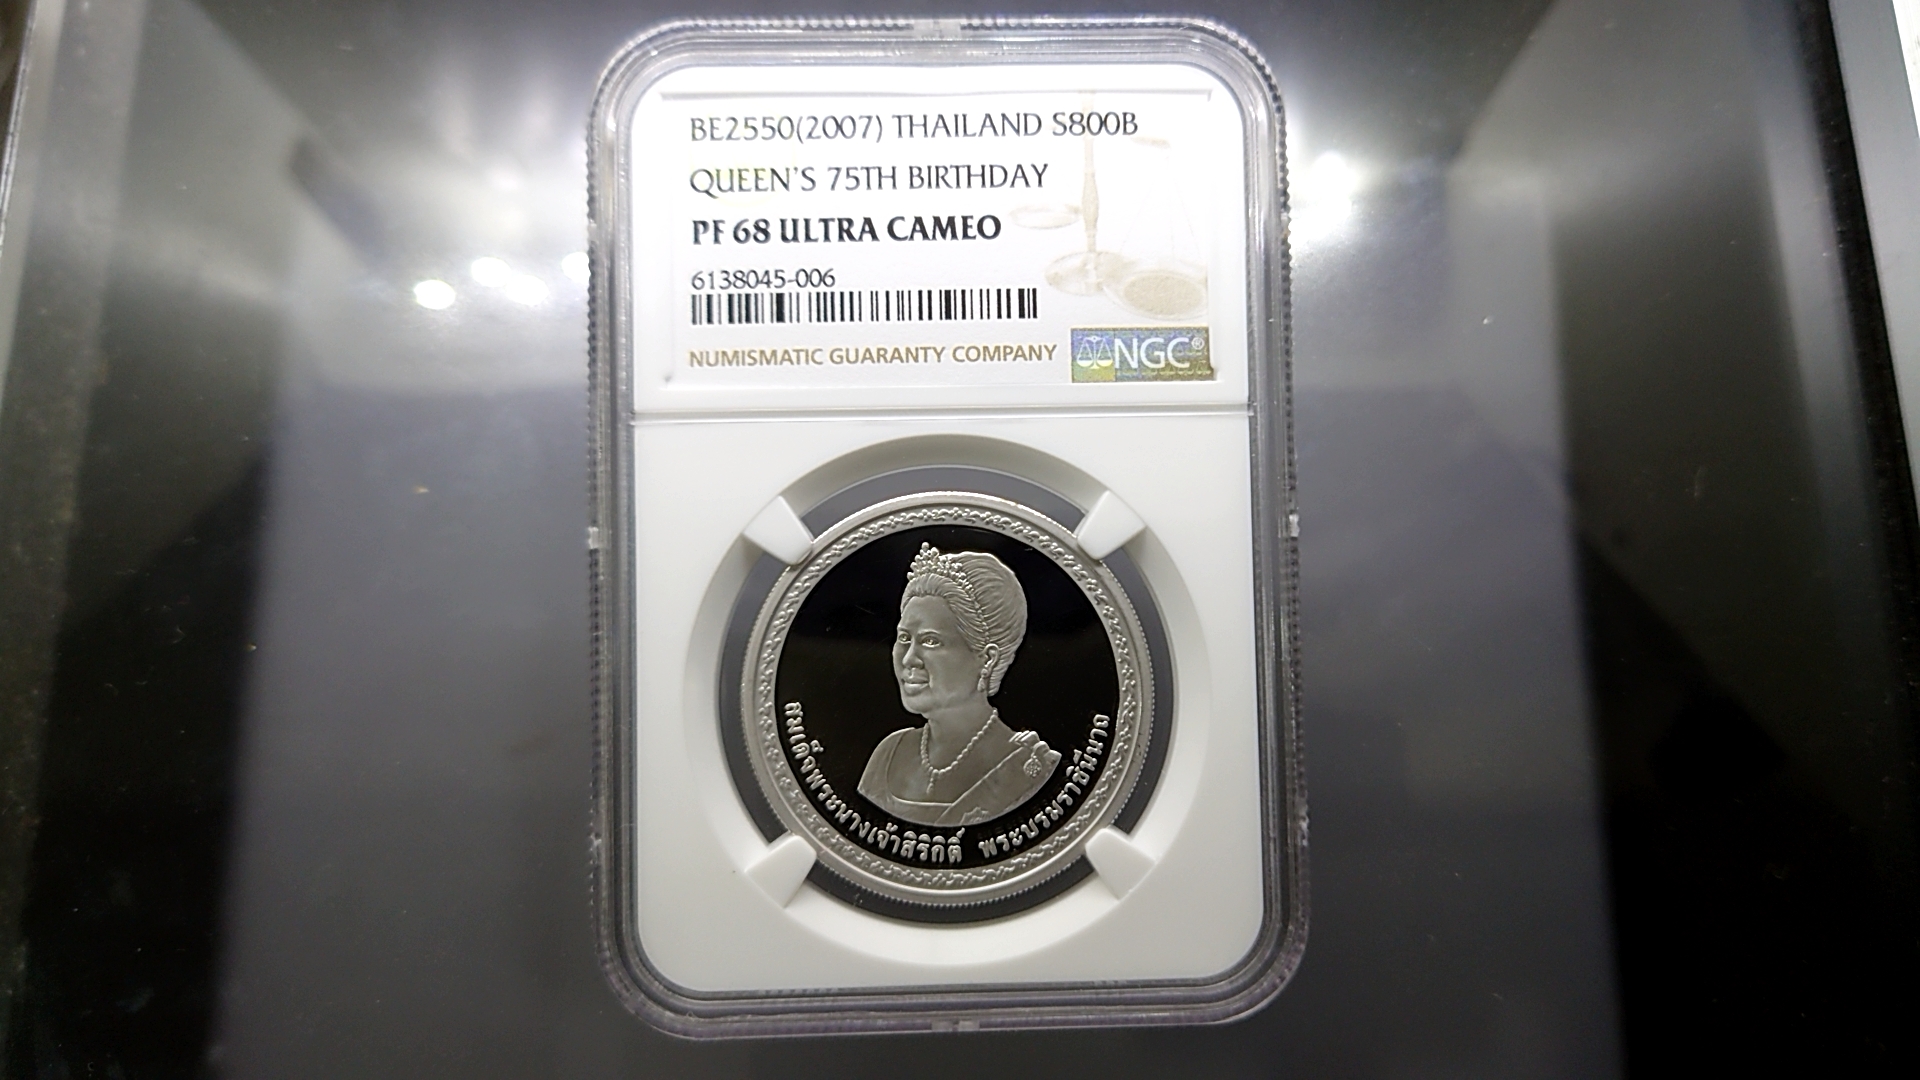 BE2550(2007) THAILAND S800B
QUEEN'S 75TH BIRTHDAY
PF 68 ULTRA CAMEO
6138045-006
NUMISMATIC GUARANTY COMPANY NGC®
สมเด็จพระนางเจ้าสิริกิติ์ พระบรมราชินีนาถ